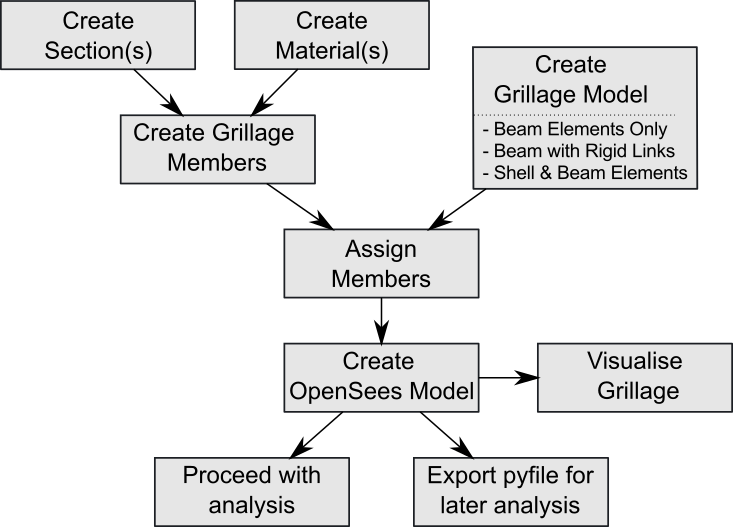 Create
Section(s)
Create
Material(s)
Create
Grillage Model
- Beam Elements Only
- Beam with Rigid Links
- Shell & Beam Elements
Create Grillage
Members
Assign
Members
Create
OpenSees Model
Visualise
Grillage
Proceed with
analysis
Export pyfile for
later analysis